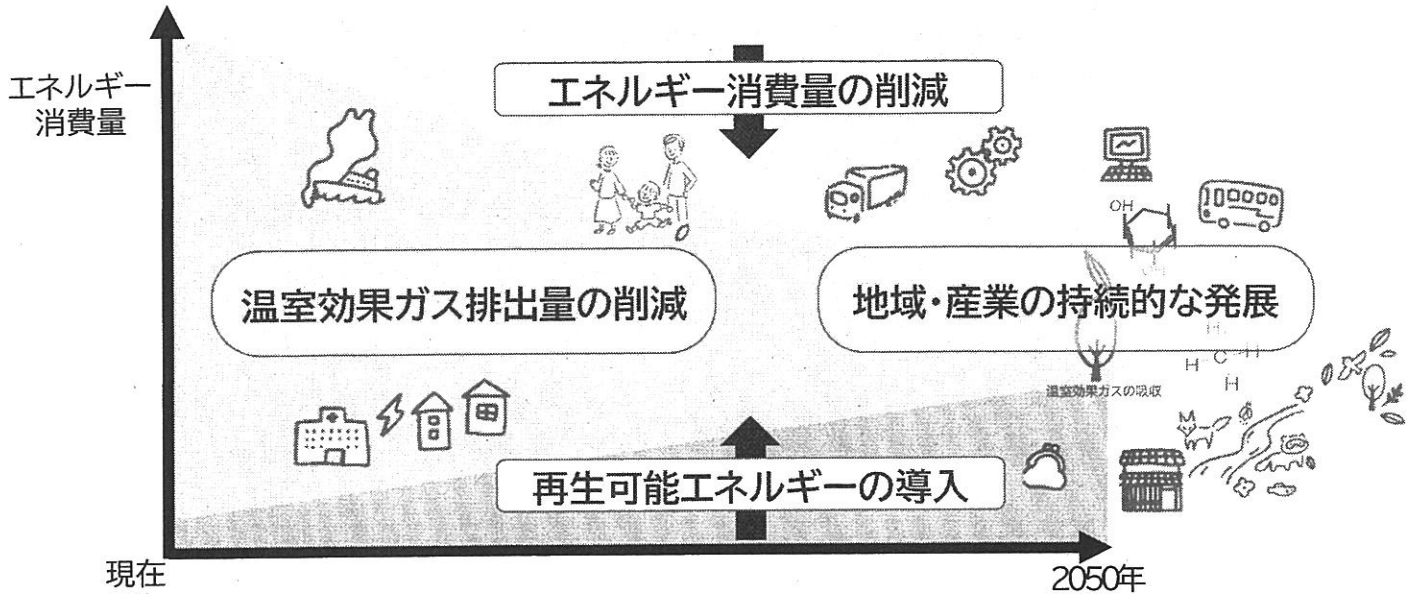 エネルギー
消費量
エネルギー消費量の削減
OH
温室効果ガス排出量の削減
地域・産業の持続的な発展
H C H
H
温室効果ガスの吸収
再生可能エネルギーの導入
現在
2050年